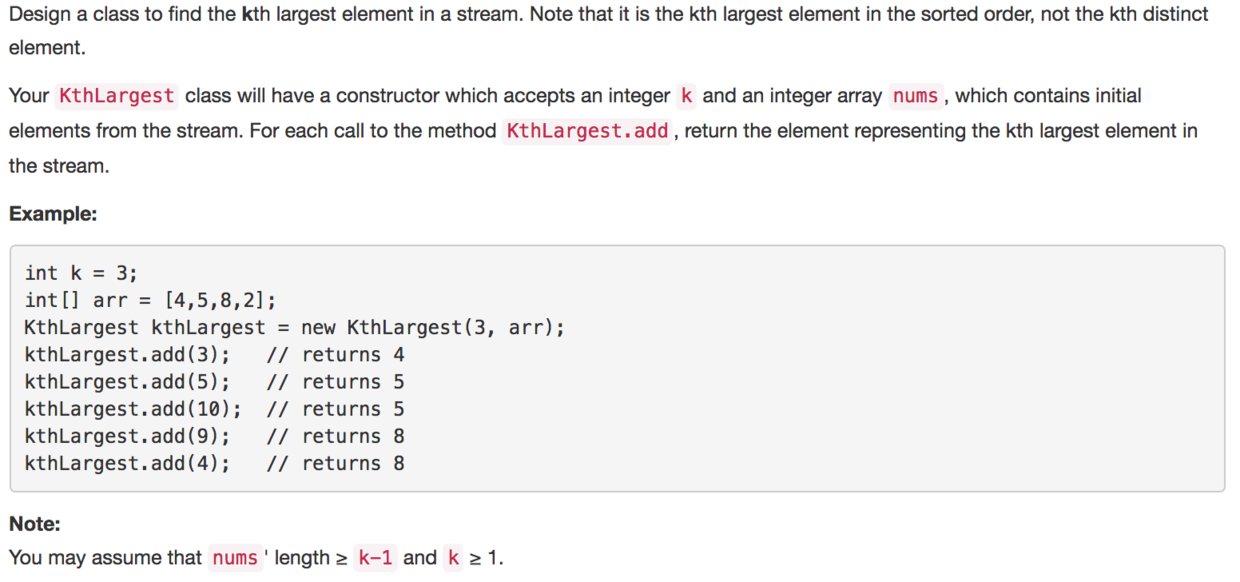 Design a class to find the kth largest element in a stream. Note that it is the kth largest element in the sorted order, not the kth distinct
element.
Your KthLargest class will have a constructor which accepts an integer k and an integer array nums , which contains initial
elements from the stream. For each call to the method KthLargest.add , return the element representing the kth largest element in
the stream.
Example:
int k = 3;
int[] arr = [4,5,8,2];
KthLargest kthLargest = new KthLargest(3, arr);
kthLargest.add(3);   // returns 4
kthLargest.add(5);   // returns 5
kthLargest.add(10);  // returns 5
kthLargest.add(9);   // returns 8
kthLargest.add(4);   // returns 8
Note:
You may assume that nums ' length ≥ k-1 and k ≥ 1.